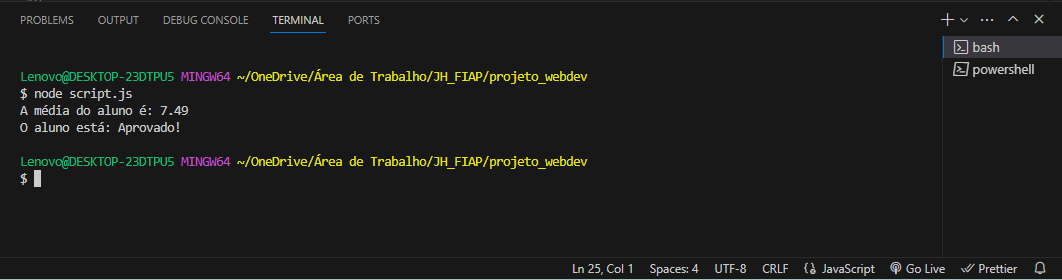 PROBLEMS OUTPUT DEBUG CONSOLE TERMINAL PORTS
bash
powershell
Lenovo@DESKTOP-23DTPU5 MINGW64 ~/OneDrive/Área de Trabalho/JH_FIAP/projeto_webdev
$ node script.js
A média do aluno é: 7.49
O aluno está: Aprovado!
Lenovo@DESKTOP-23DTPU5 MINGW64 ~/OneDrive/Área de Trabalho/JH_FIAP/projeto_webdev
$
Ln 25, Col 1 Spaces: 4 UTF-8 CRLF JavaScript Go Live Prettier